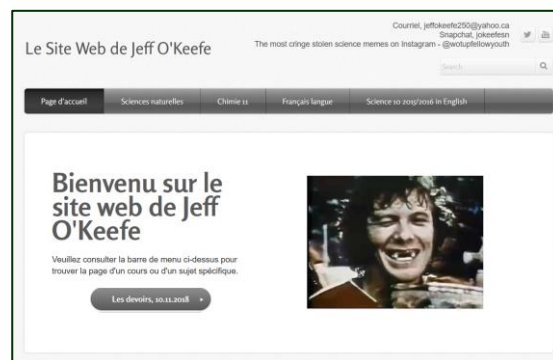 Courriel, jeffokeefe250@yahoo.ca
Snapchat, jokeefesn
The most cringe stolen science memes on Instagram - @wotupfellowyouth
Le Site Web de Jeff O'Keefe
Search
Page d'accueil Sciences naturelles Chimie 11 Français langue Science 10 2015/2016 in English
Bienvenu sur le
site web de Jeff
O'Keefe
Veuillez consulter la barre de menu ci-dessus pour
trouver la page d'un cours ou d'un sujet spécifique.
Les devoirs, 10.11.2018